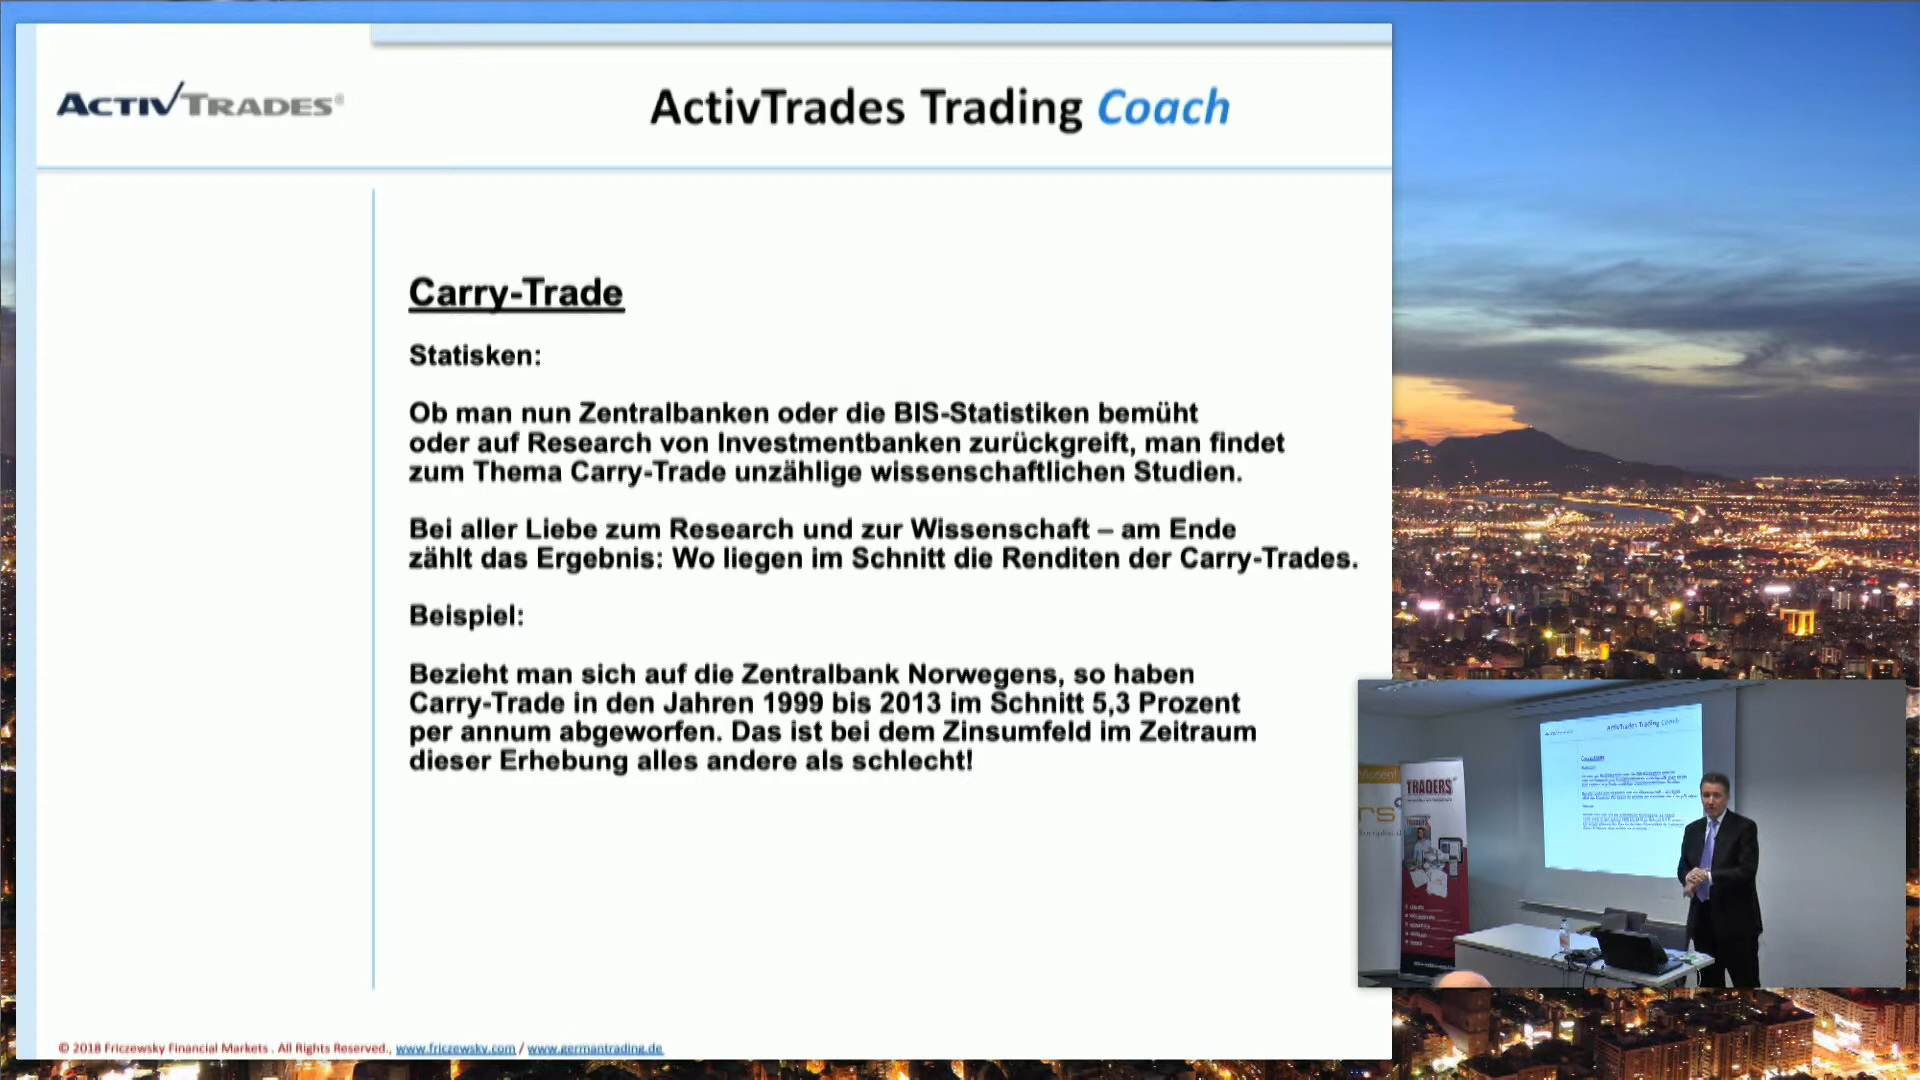 ACTIVTRADES®
ActivTrades Trading Coach
Carry-Trade
Statisken:
Ob man nun Zentralbanken oder die BIS-Statistiken bemüht
oder auf Research von Investmentbanken zurückgreift, man findet
zum Thema Carry-Trade unzählige wissenschaftlichen Studien.
Bei aller Liebe zum Research und zur Wissenschaft – am Ende
zählt das Ergebnis: Wo liegen im Schnitt die Renditen der Carry-Trades.
Beispiel:
Bezieht man sich auf die Zentralbank Norwegens, so haben
Carry-Trade in den Jahren 1999 bis 2013 im Schnitt 5,3 Prozent
per annum abgeworfen. Das ist bei dem Zinsumfeld im Zeitraum
dieser Erhebung alles andere als schlecht!
© 2018 Friczewsky Financial Markets . All Rights Reserved., www.friczewsky.com / www.germantrading.de
ActivTrades Trading Coach
TRADERS'
TRADERS'